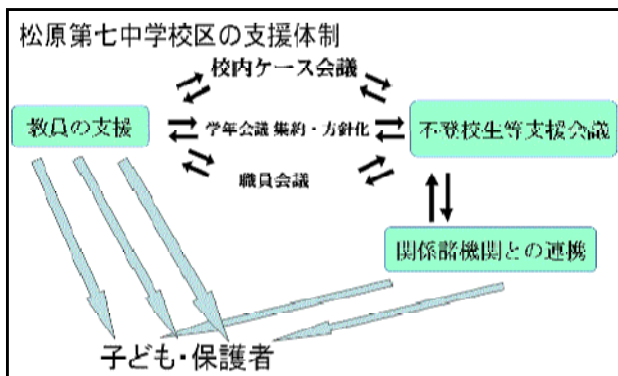 松原第七中学校区の支援体制
校内ケース会議
教員の支援
学年会議 集約・方針化
不登校生等支援会議
職員会議
関係諸機関との連携
子ども・保護者